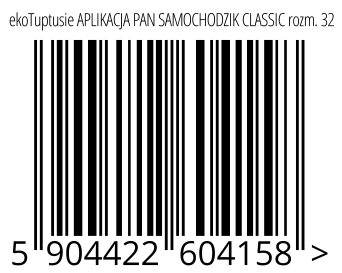 ekoTuptusie APLIKACJA PAN SAMOCHODZIK CLASSIC rozm. 32
5 904422 604158 >